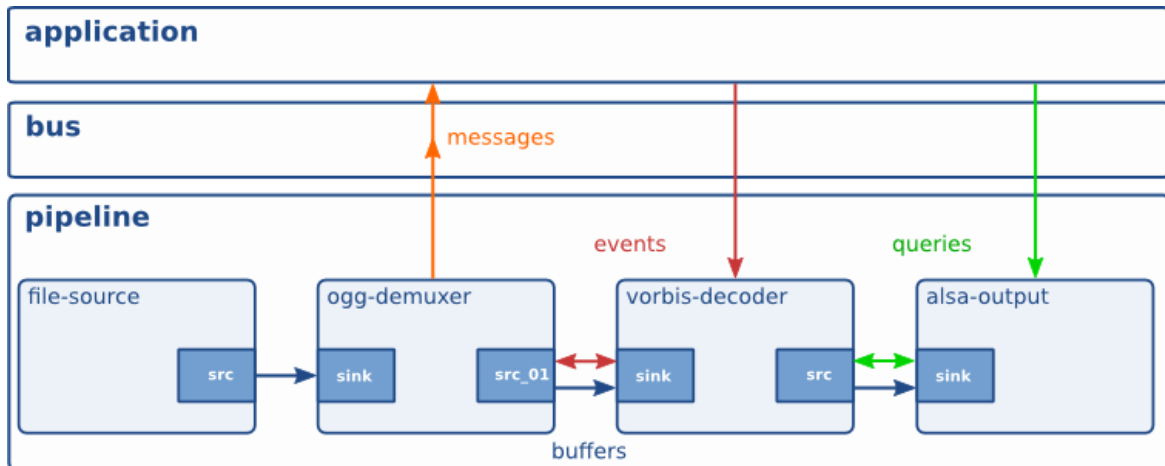 application
bus
messages
pipeline
events
queries
file-source
ogg-demuxer
vorbis-decoder
alsa-output
src
sink
src_01
sink
src
sink
buffers